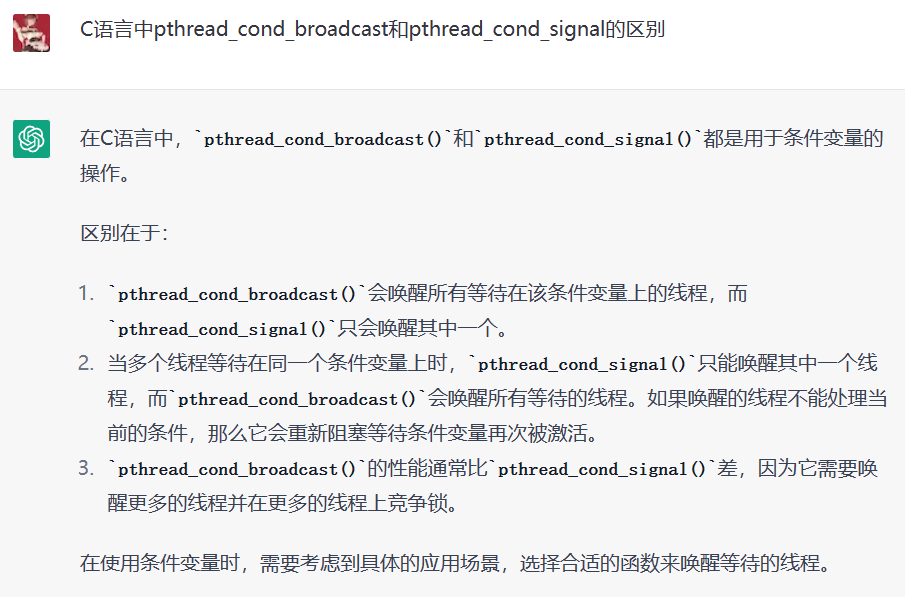 C语言中pthread_cond_broadcast和pthread_cond_signal的区别
在C语言中，`pthread_cond_broadcast()`和`pthread_cond_signal()`都是用于条件变量的
操作。
区别在于：
1. `pthread_cond_broadcast()`会唤醒所有等待在该条件变量上的线程，而
`pthread_cond_signal()`只会唤醒其中一个。
2. 当多个线程等待在同一个条件变量上时，`pthread_cond_signal()`只能唤醒其中一个线
程，而`pthread_cond_broadcast()`会唤醒所有等待的线程。如果唤醒的线程不能处理当
前的条件，那么它会重新阻塞等待条件变量再次被激活。
3. `pthread_cond_broadcast()`的性能通常比`pthread_cond_signal()`差，因为它需要唤
醒更多的线程并在更多的线程上竞争锁。
在使用条件变量时，需要考虑到具体的应用场景，选择合适的函数来唤醒等待的线程。